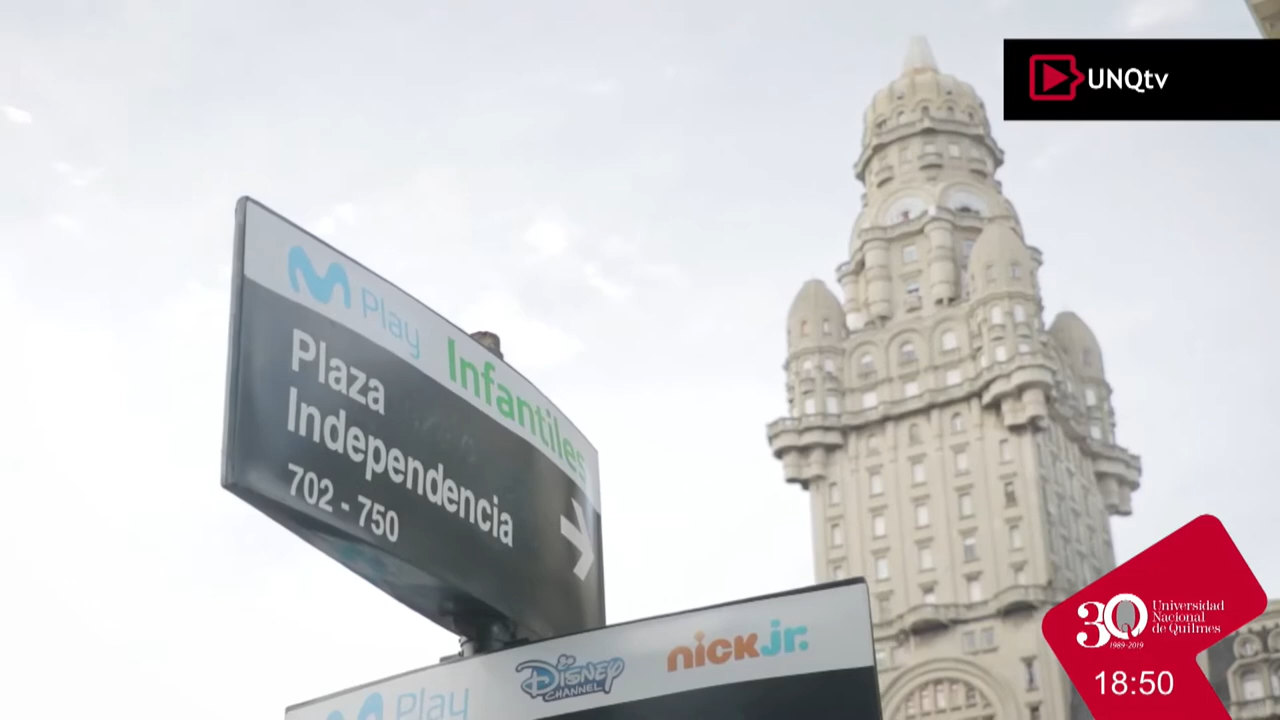 UNQtv
Play Infantiles
Plaza
Independencia
702 - 750
Play Disney CHANNEL nick jr.
30 Universidad
Nacional
de Quilmes
1989-2019
18:50